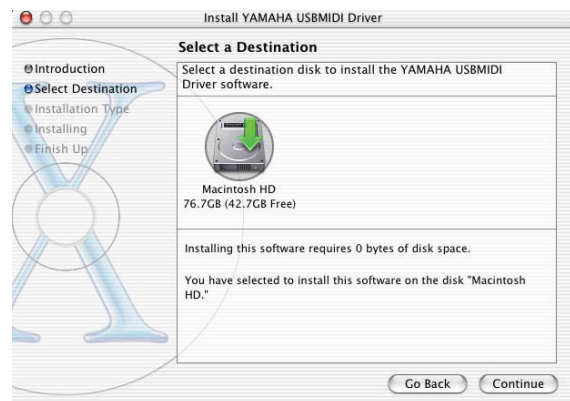 Install YAMAHA USBMIDI Driver
Select a Destination
Introduction
Select Destination
Installation Type
Installing
Finish Up
Select a destination disk to install the YAMAHA USBMIDI
Driver software.
Macintosh HD
76.7GB (42.7GB Free)
Installing this software requires 0 bytes of disk space.
You have selected to install this software on the disk "Macintosh
HD."
Go Back
Continue